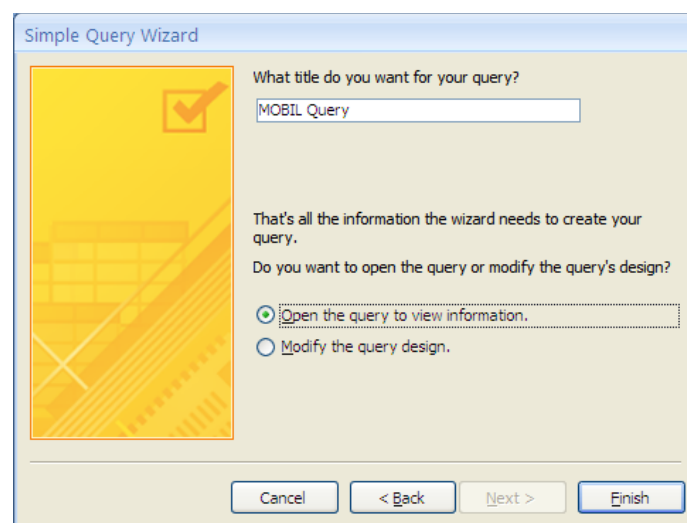 Simple Query Wizard
What title do you want for your query?
MOBIL Query
That's all the information the wizard needs to create your
query.
Do you want to open the query or modify the query's design?
Open the query to view information.
Modify the query design.
Cancel
< Back
Next >
Finish